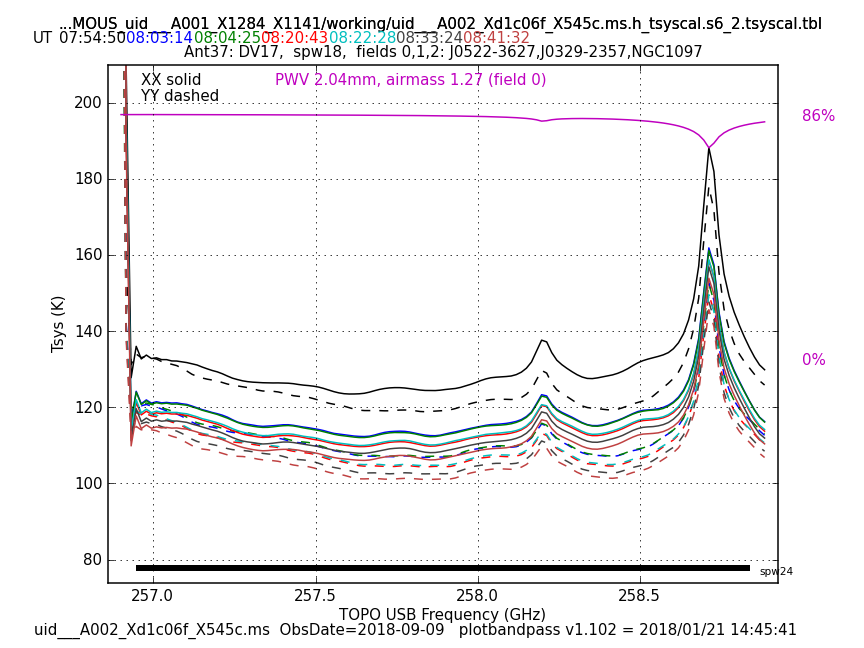 ...MOUS_uid___A001_X1284_X1141/working/uid___A002_Xd1c06f_X545c.ms.h_tsyscal.s6_2.tsyscal.tbl
UT 07:54:50 08:03:14 08:04:25 08:20:43 08:22:28 08:33:24 08:41:32
Ant37: DV17, spw18, fields 0,1,2: J0522-3627,J0329-2357,NGC1097
XX solid
PWV 2.04mm, airmass 1.27 (field 0)
YY dashed
200
86%
180
160
Tsys (K)
140
0%
120
100
80
spw24
257.0 257.5 258.0 258.5
TOPO USB Frequency (GHz)
uid___A002_Xd1c06f_X545c.ms ObsDate=2018-09-09 plotbandpass v1.102 = 2018/01/21 14:45:41